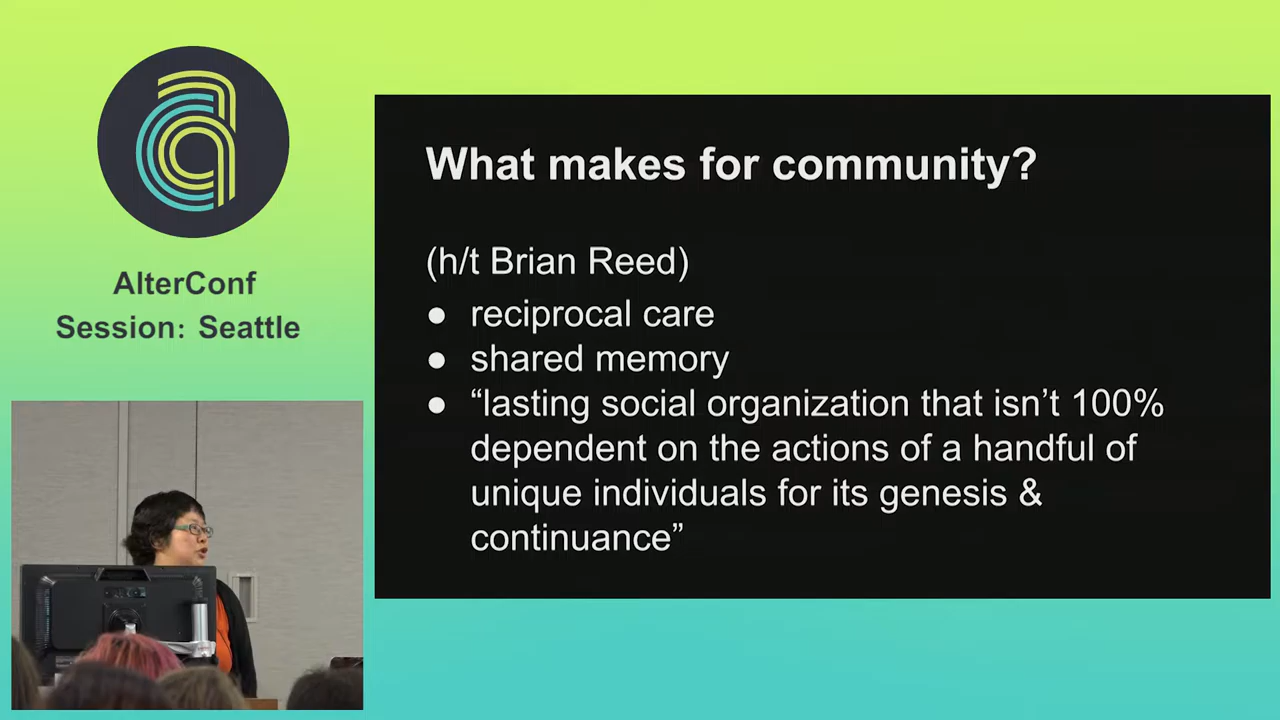 AlterConf
Session: Seattle
What makes for community?
(h/t Brian Reed)
● reciprocal care
● shared memory
● “lasting social organization that isn’t 100%
dependent on the actions of a handful of
unique individuals for its genesis &
continuance”